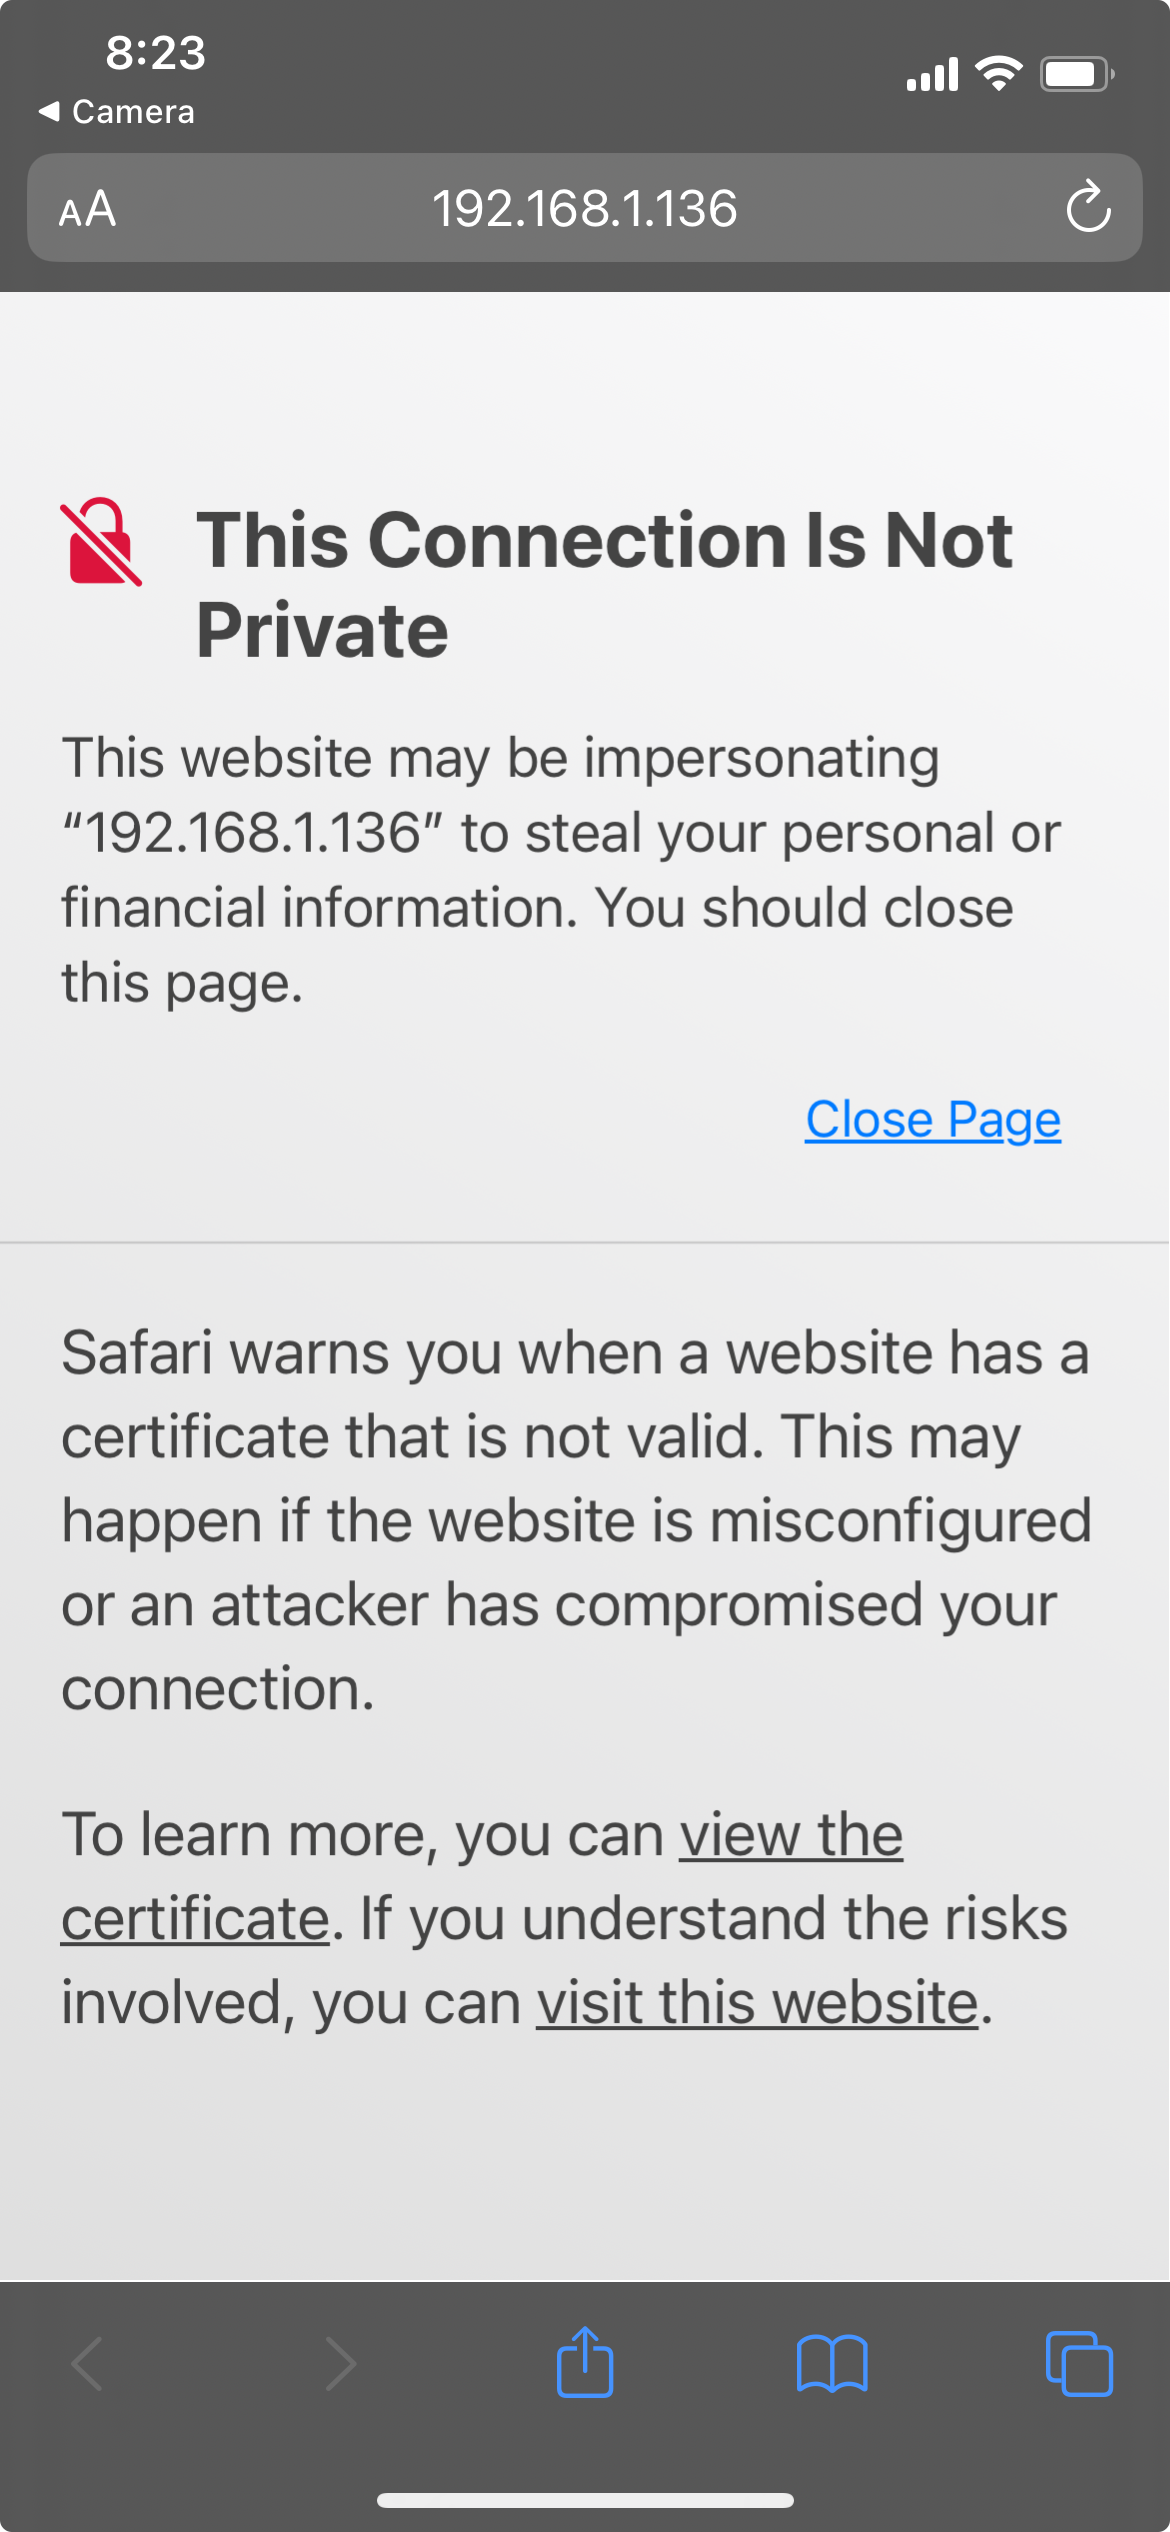 8:23
◀ Camera
AA
192.168.1.136
This Connection Is Not
Private
This website may be impersonating
“192.168.1.136” to steal your personal or
financial information. You should close
this page.
Close Page
Safari warns you when a website has a
certificate that is not valid. This may
happen if the website is misconfigured
or an attacker has compromised your
connection.
To learn more, you can view the
certificate. If you understand the risks
involved, you can visit this website.